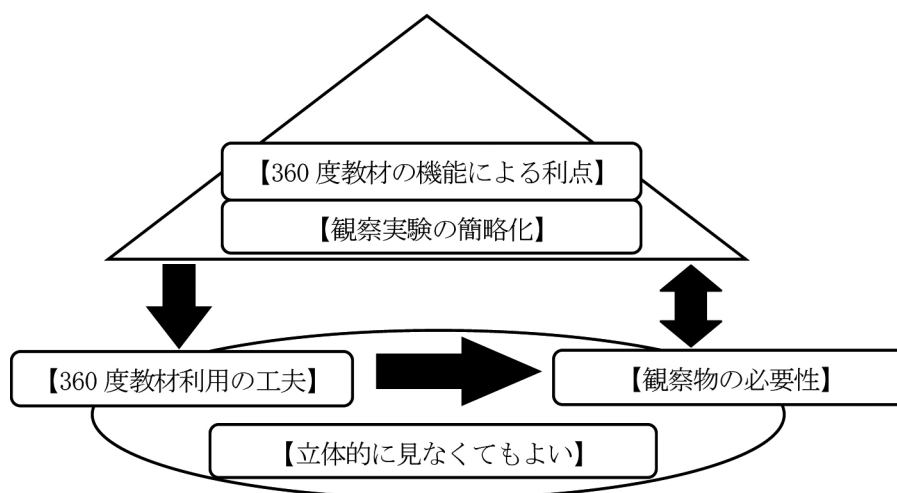 【360度教材の機能による利点】
【観察実験の簡略化】
【360度教材利用の工夫】
【観察物の必要性】
【立体的に見なくてもよい】